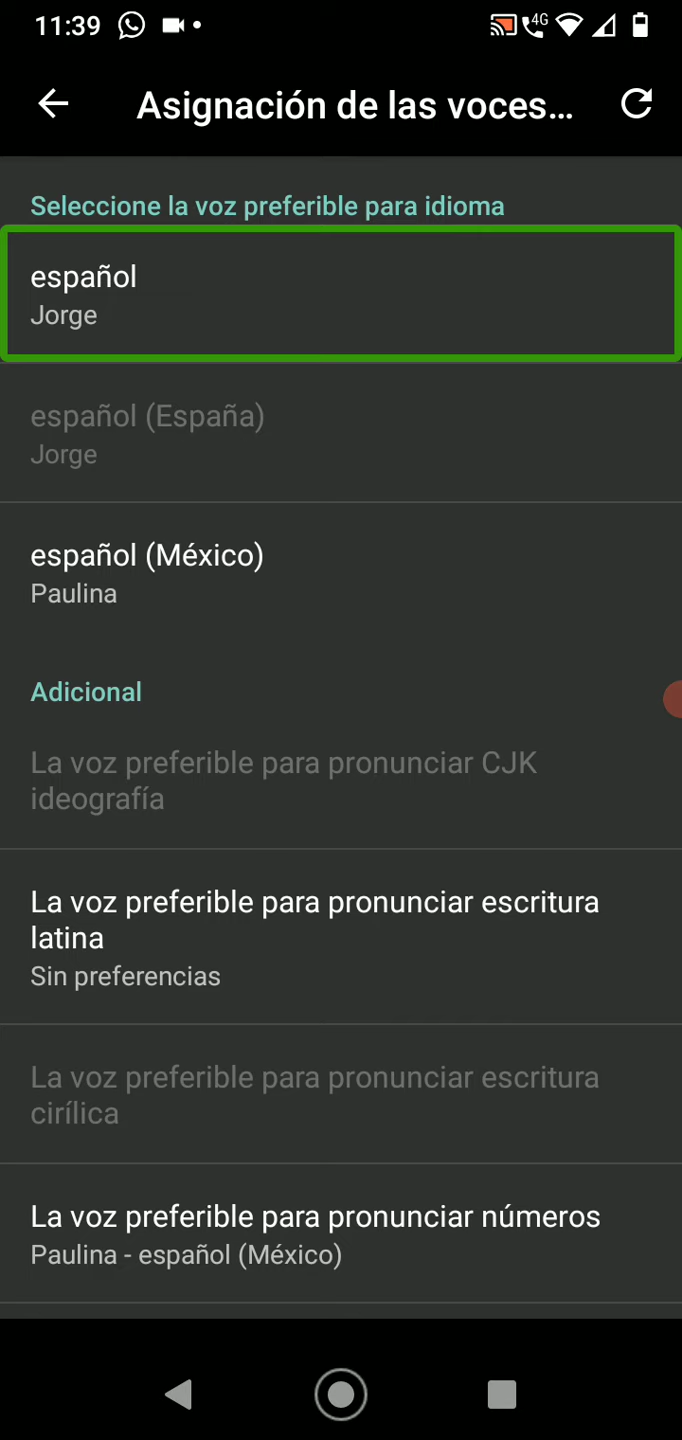 11:39
4G
Asignación de las voces...
Seleccione la voz preferible para idioma
español
Jorge
español (España)
Jorge
español (México)
Paulina
Adicional
La voz preferible para pronunciar CJK
ideografía
La voz preferible para pronunciar escritura
latina
Sin preferencias
La voz preferible para pronunciar escritura
cirílica
La voz preferible para pronunciar números
Paulina - español (México)